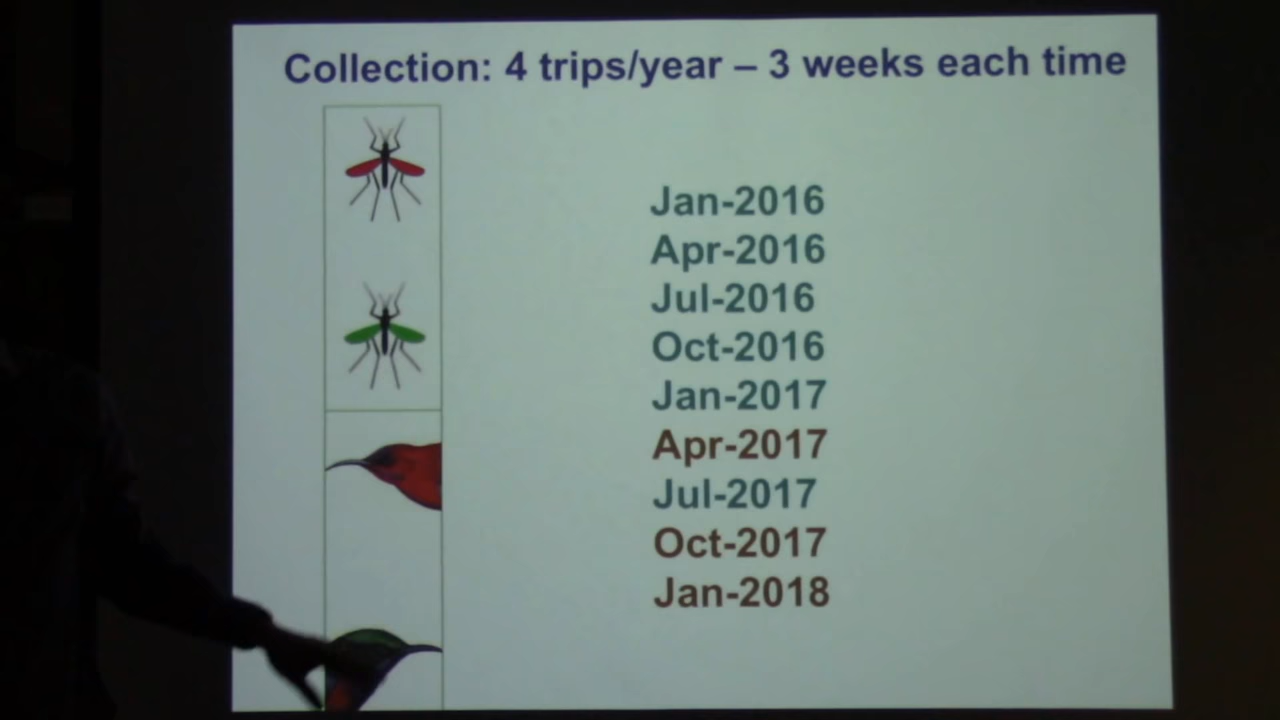 Collection: 4 trips/year – 3 weeks each time
Jan-2016
Apr-2016
Jul-2016
Oct-2016
Jan-2017
Apr-2017
Jul-2017
Oct-2017
Jan-2018